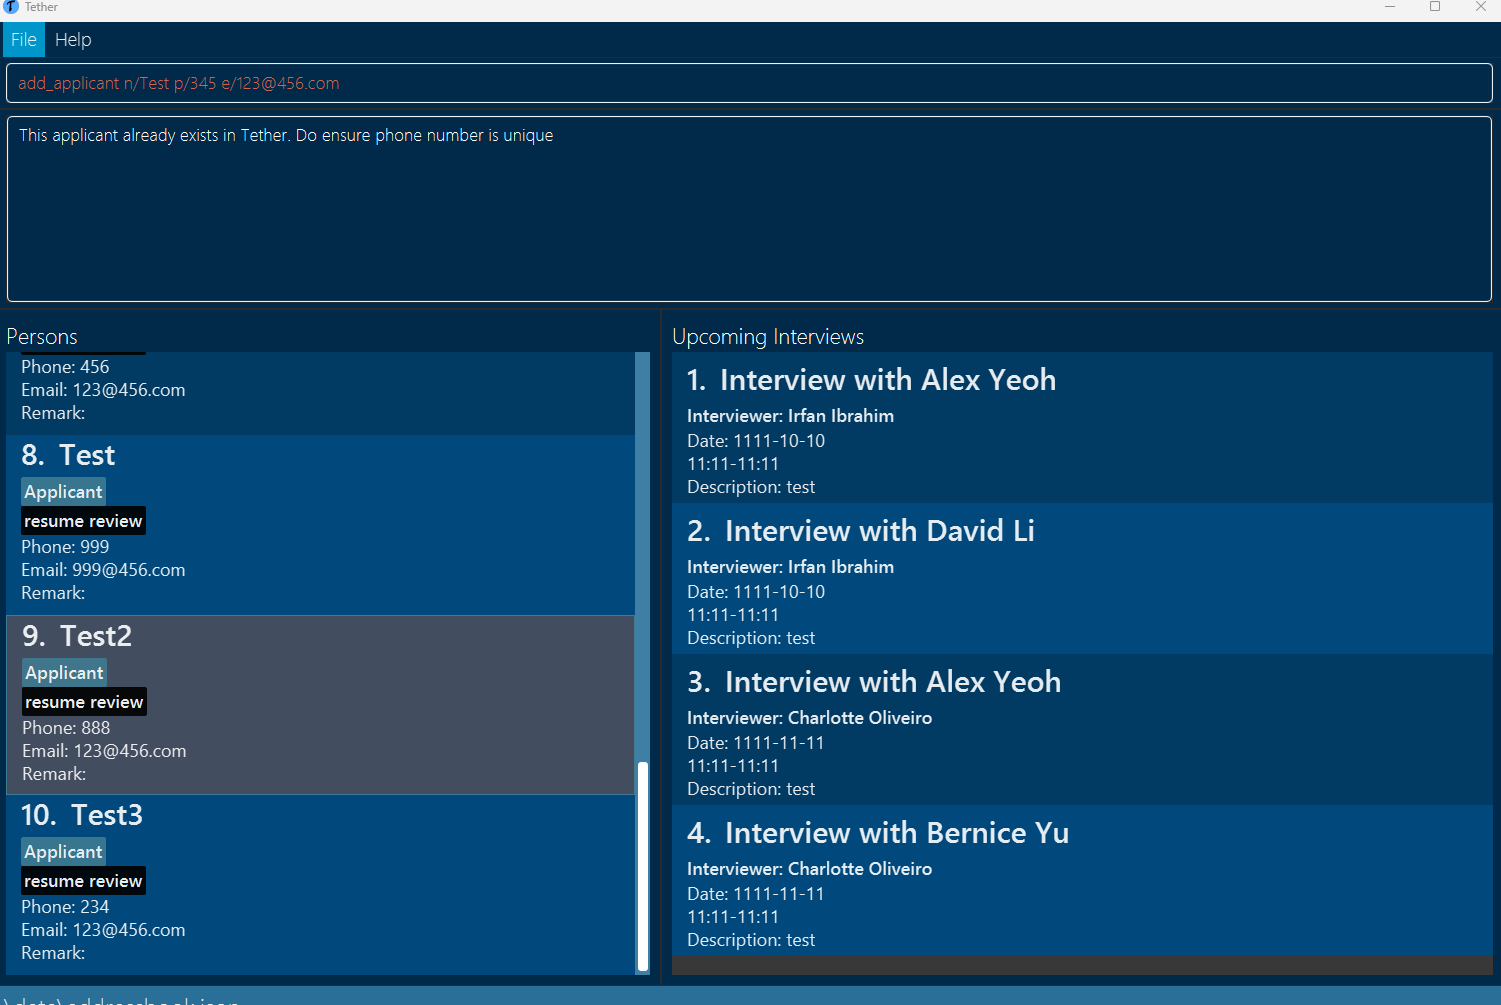 Tether
File Help
add_applicant n/Test p/345 e/123@456.com
This applicant already exists in Tether. Do ensure phone number is unique
Persons
Phone: 456
Email: 123@456.com
Remark:
8. Test
Applicant
resume review
Phone: 999
Email: 999@456.com
Remark:
9. Test2
Applicant
resume review
Phone: 888
Email: 123@456.com
Remark:
10. Test3
Applicant
resume review
Phone: 234
Email: 123@456.com
Remark:
Upcoming Interviews
1. Interview with Alex Yeoh
Interviewer: Irfan Ibrahim
Date: 1111-10-10
11:11-11:11
Description: test
2. Interview with David Li
Interviewer: Irfan Ibrahim
Date: 1111-10-10
11:11-11:11
Description: test
3. Interview with Alex Yeoh
Interviewer: Charlotte Oliveiro
Date: 1111-11-11
11:11-11:11
Description: test
4. Interview with Bernice Yu
Interviewer: Charlotte Oliveiro
Date: 1111-11-11
11:11-11:11
Description: test